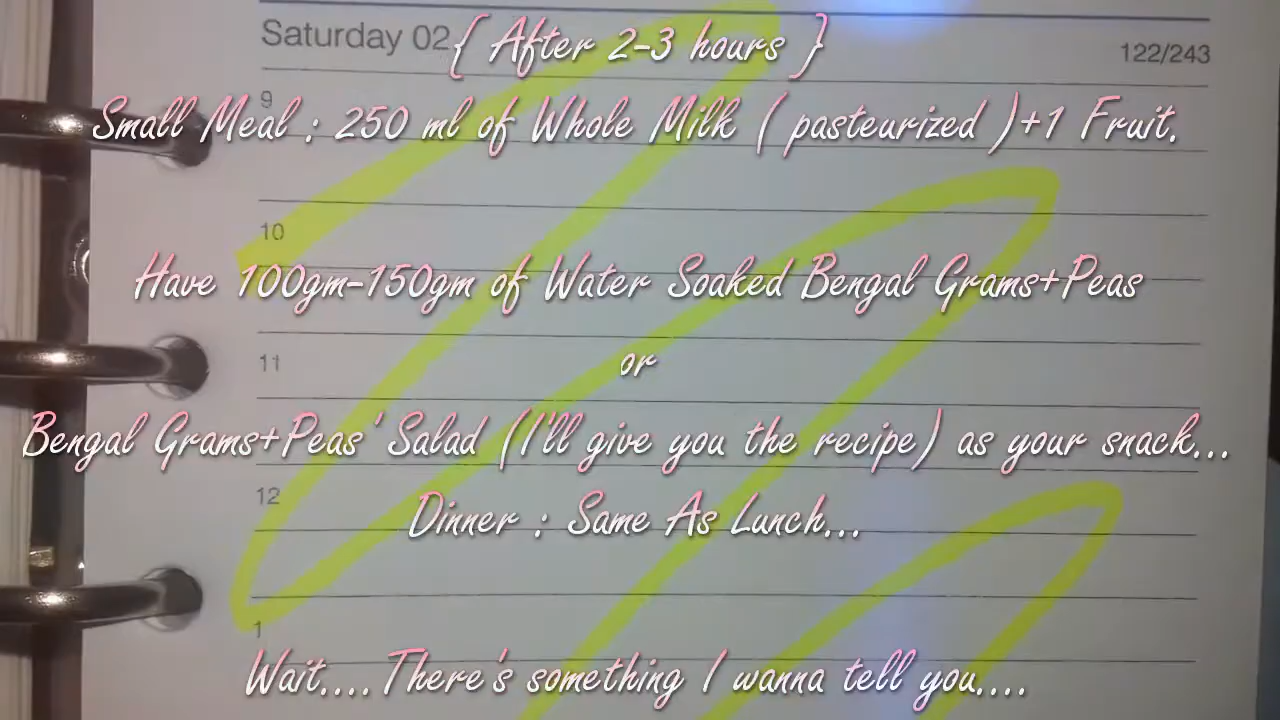 Saturday 02
{ After 2-3 hours }
122/243
9
Small Meal : 250 ml of Whole Milk ( pasteurized )+1 Fruit.
10
Have 100gm-150gm of Water Soaked Bengal Grams+Peas
11
or
Bengal Grams+Peas' Salad (I'll give you the recipe) as your snack...
12
Dinner : Same As Lunch...
1
Wait....There's something I wanna tell you....